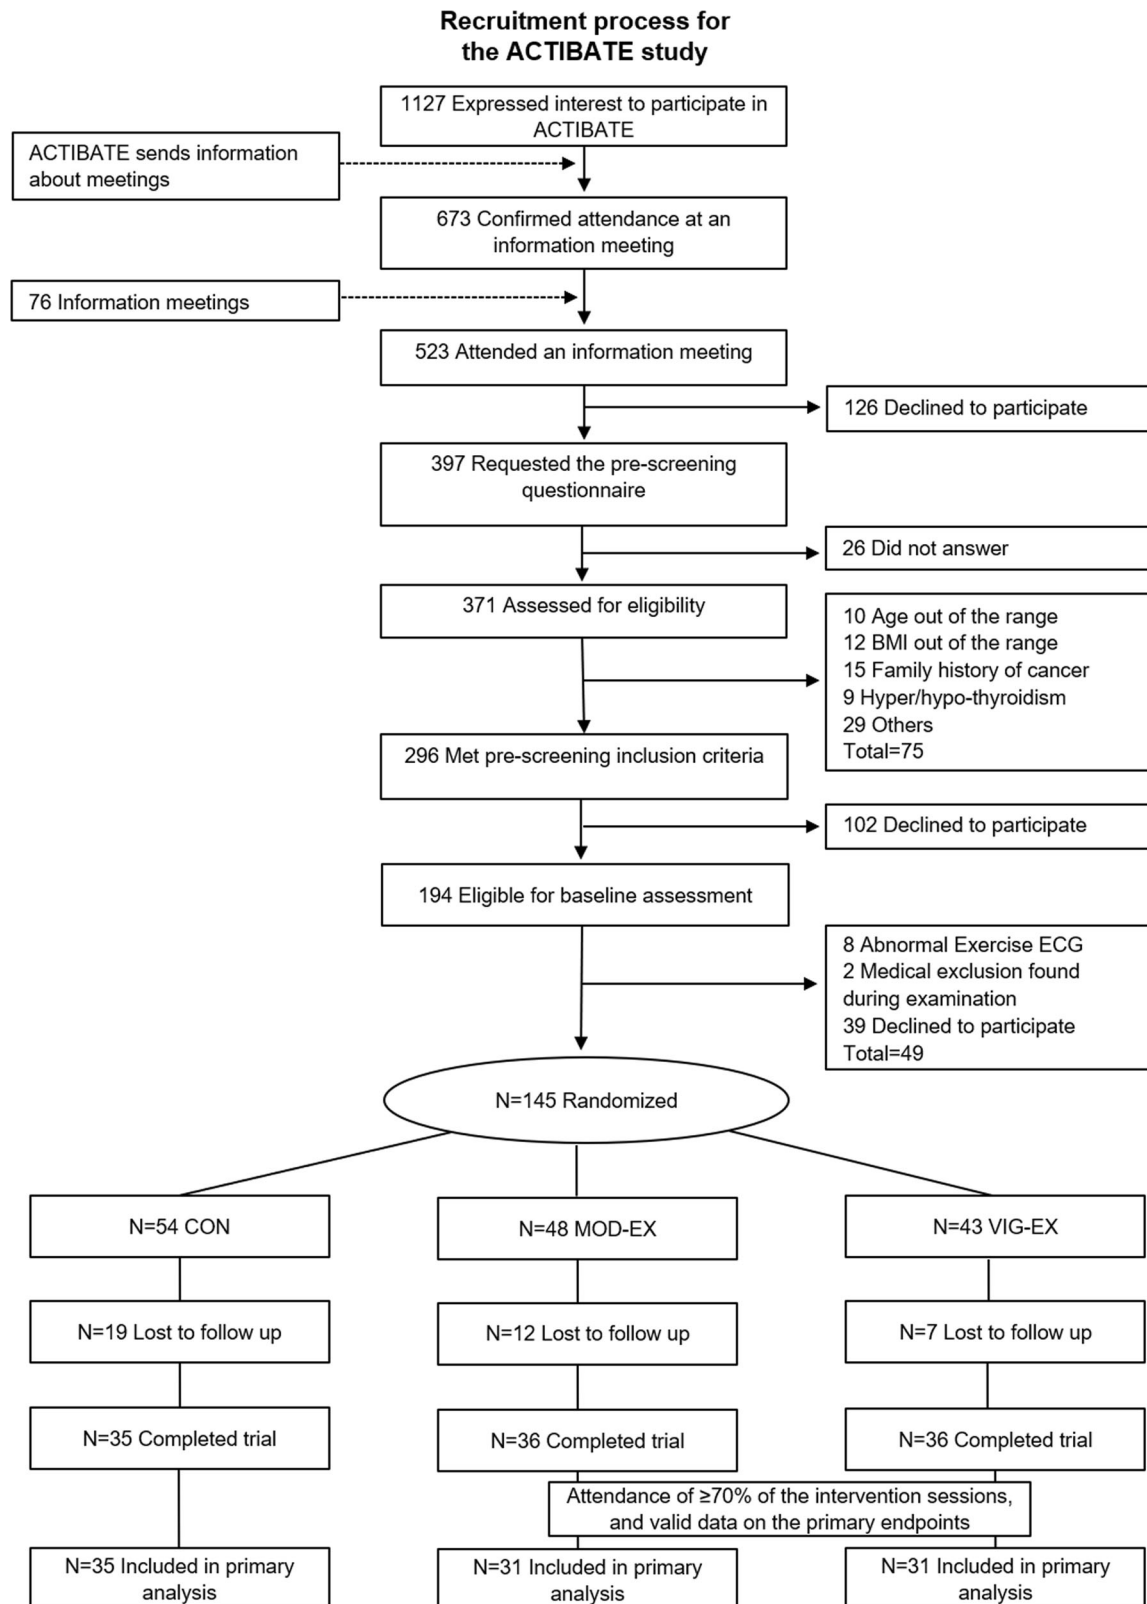 Recruitment process for
the ACTIBATE study
1127 Expressed interest to participate in
ACTIBATE
ACTIBATE sends information
about meetings
673 Confirmed attendance at an
information meeting
76 Information meetings
523 Attended an information meeting
126 Declined to participate
397 Requested the pre-screening
questionnaire
26 Did not answer
371 Assessed for eligibility
10 Age out of the range
12 BMI out of the range
15 Family history of cancer
9 Hyper/hypo-thyroidism
29 Others
Total=75
296 Met pre-screening inclusion criteria
102 Declined to participate
194 Eligible for baseline assessment
8 Abnormal Exercise ECG
2 Medical exclusion found
during examination
39 Declined to participate
Total=49
N=145 Randomized
N=54 CON
N=48 MOD-EX
N=43 VIG-EX
N=19 Lost to follow up
N=12 Lost to follow up
N=7 Lost to follow up
N=35 Completed trial
N=36 Completed trial
N=36 Completed trial
Attendance of ≥70% of the intervention sessions,
and valid data on the primary endpoints
N=35 Included in primary
analysis
N=31 Included in primary
analysis
N=31 Included in primary
analysis